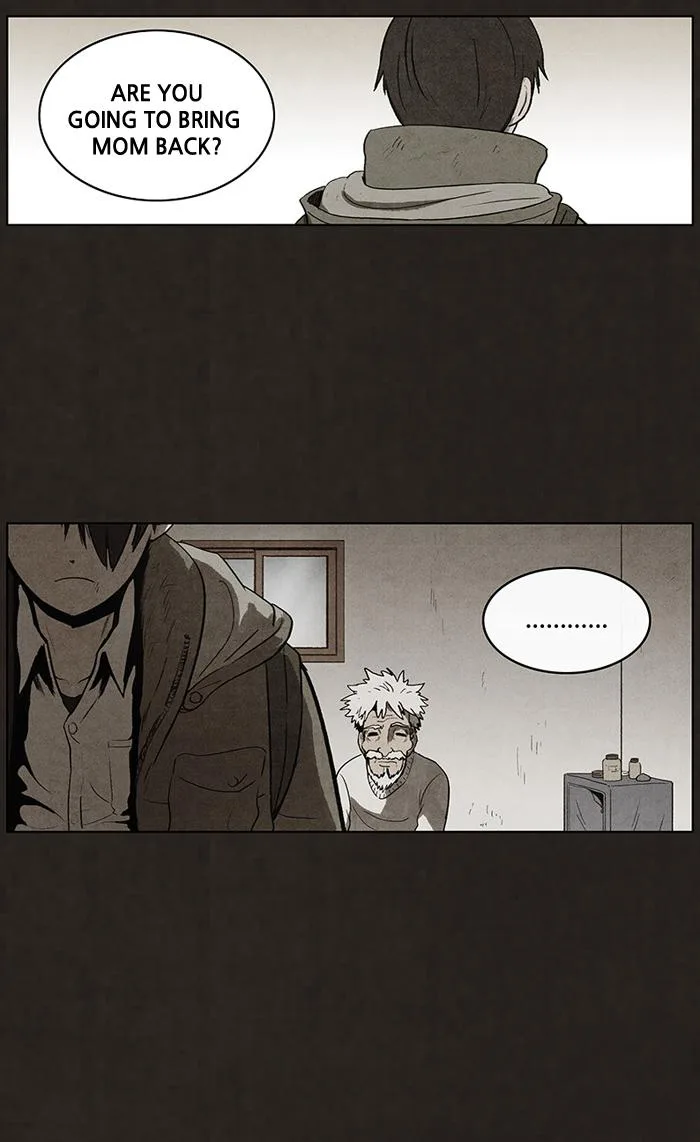 ARE YOU
GOING TO BRING
MOM BACK?
............